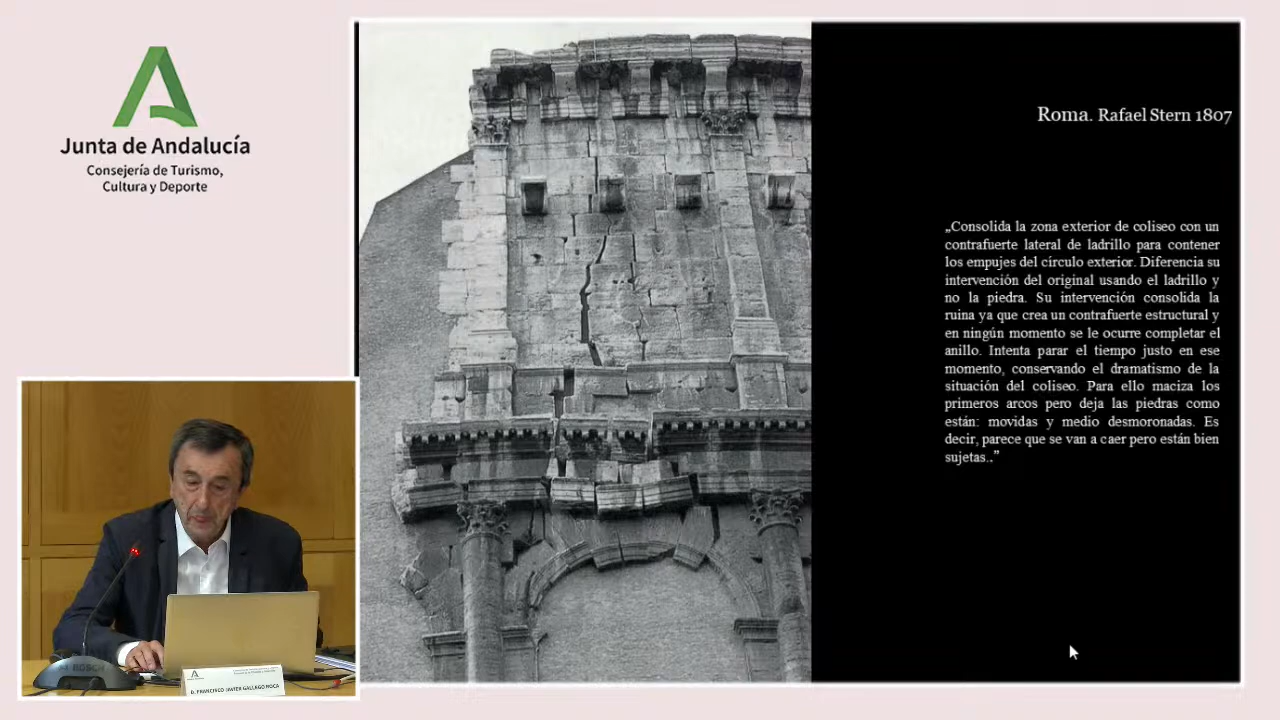 Junta de Andalucía
Consejería de Turismo,
Cultura y Deporte
Roma. Rafael Stern 1807
„Consolida la zona exterior de coliseo con un
contrafuerte lateral de ladrillo para contener
los empujes del círculo exterior. Diferencia su
intervención del original usando el ladrillo y
no la piedra. Su intervención consolida la
ruina ya que crea un contrafuerte estructural y
en ningún momento se le ocurre completar el
anillo. Intenta parar el tiempo justo en ese
momento, conservando el dramatismo de la
situación del coliseo. Para ello maciza los
primeros arcos pero deja las piedras como
están: movidas y medio desmoronadas. Es
decir, parece que se van a caer pero están bien
sujetas..”
BOSCH
D. FRANCISCO JAVIER GALLEGO ROCA